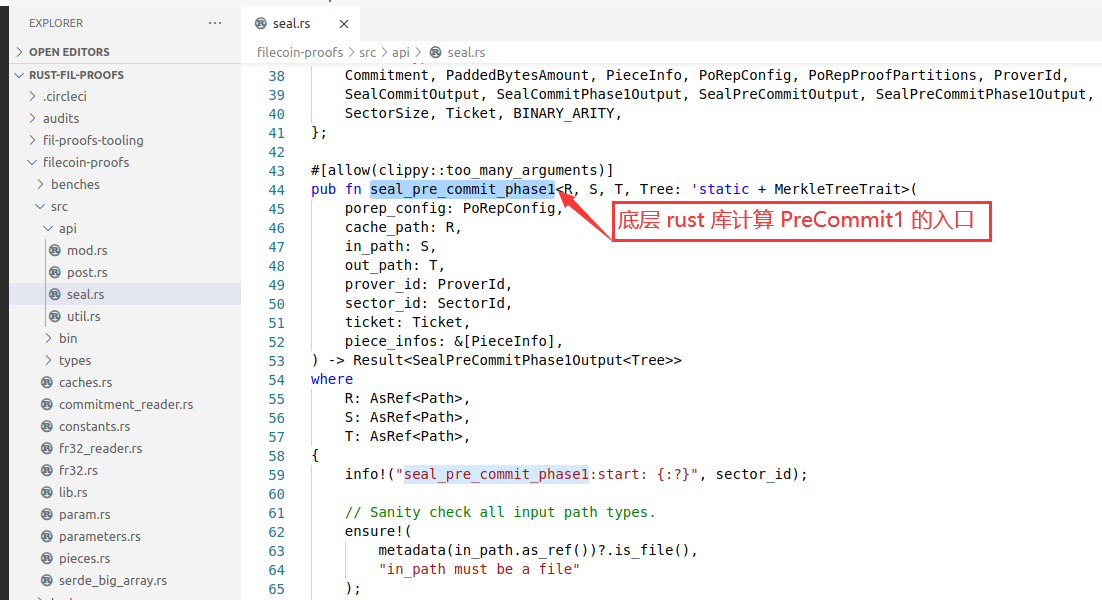 EXPLORER
···
OPEN EDITORS
RUST-FIL-PROOFS
.circleci
audits
fil-proofs-tooling
filecoin-proofs
benches
src
api
mod.rs
post.rs
seal.rs
util.rs
bin
types
caches.rs
commitment_reader.rs
constants.rs
fr32_reader.rs
fr32.rs
lib.rs
param.rs
parameters.rs
pieces.rs
serde_big_array.rs
seal.rs ×
filecoin-proofs > src > api > seal.rs
38 Commitment, PaddedBytesAmount, PieceInfo, PoRepConfig, PoRepProofPartitions, ProverId,
39 SealCommitOutput, SealCommitPhase1Output, SealPreCommitOutput, SealPreCommitPhase1Output,
40 SectorSize, Ticket, BINARY_ARITY,
41 };
42
43 #[allow(clippy::too_many_arguments)]
44 pub fn seal_pre_commit_phase1<R, S, T, Tree: 'static + MerkleTreeTrait>(
45 porep_config: PoRepConfig,
46 cache_path: R,
47 in_path: S,
48 out_path: T,
49 prover_id: ProverId,
50 sector_id: SectorId,
51 ticket: Ticket,
52 piece_infos: &[PieceInfo],
53 ) -> Result<SealPreCommitPhase1Output<Tree>>
54 where
55 R: AsRef<Path>,
56 S: AsRef<Path>,
57 T: AsRef<Path>,
58 {
59 info!("seal_pre_commit_phase1:start: {:?}", sector_id);
60
61 // Sanity check all input path types.
62 ensure!(
63 metadata(in_path.as_ref())?.is_file(),
64 "in_path must be a file"
65 );
底层 rust 库计算 PreCommit1 的入口